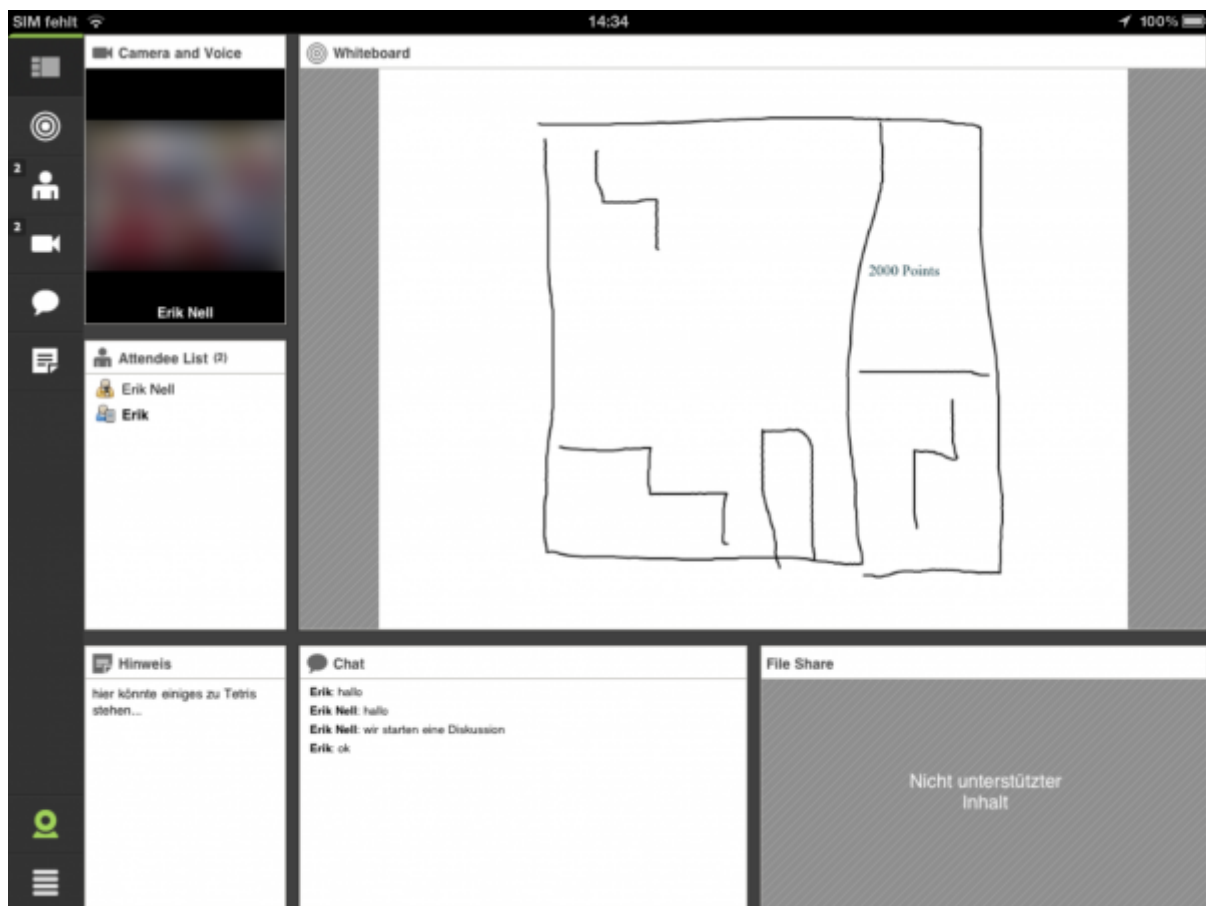 SIM fehlt
14:34
100%
Camera and Voice
Erik Nell
2
2
Attendee List (2)
Erik Nell
Erik
Whiteboard
2000 Points
Hinweis
hier könnte einiges zu Tetris
stehen...
Chat
Erik: hallo
Erik Nell: hallo
Erik Nell: wir starten eine Diskussion
Erik: ok
File Share
Nicht unterstützter
Inhalt